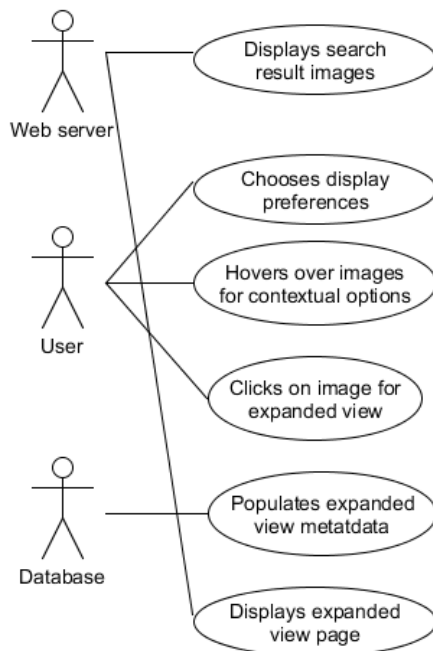 Displays search
result images
Web server
Chooses display
preferences
Hovers over images
for contextual options
User
Clicks on image for
expanded view
Populates expanded
view metatdata
Database
Displays expanded
view page